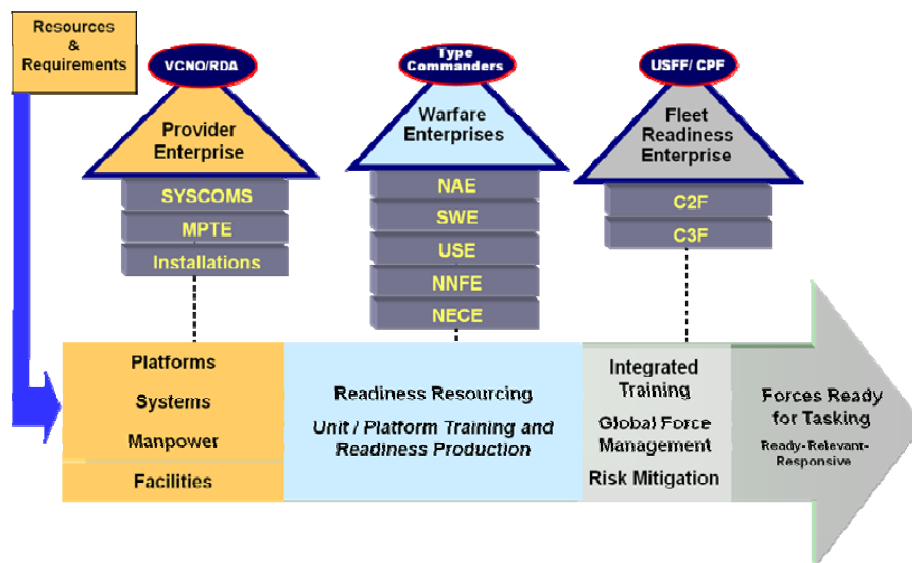 Resources
&
Requirements
VCNO/RDA
Provider
Enterprise
SYSCOMS
MPTE
Installations
Type
Commanders
Warfare
Enterprises
NAE
SWE
USE
NNFE
NECE
USFF/ CPF
Fleet
Readiness
Enterprise
C2F
C3F
Platforms
Systems
Manpower
Facilities
Readiness Resourcing
Unit / Platform Training and
Readiness Production
Integrated
Training
Global Force
Management
Risk Mitigation
Forces Ready
for Tasking
Ready-Relevant-
Responsive